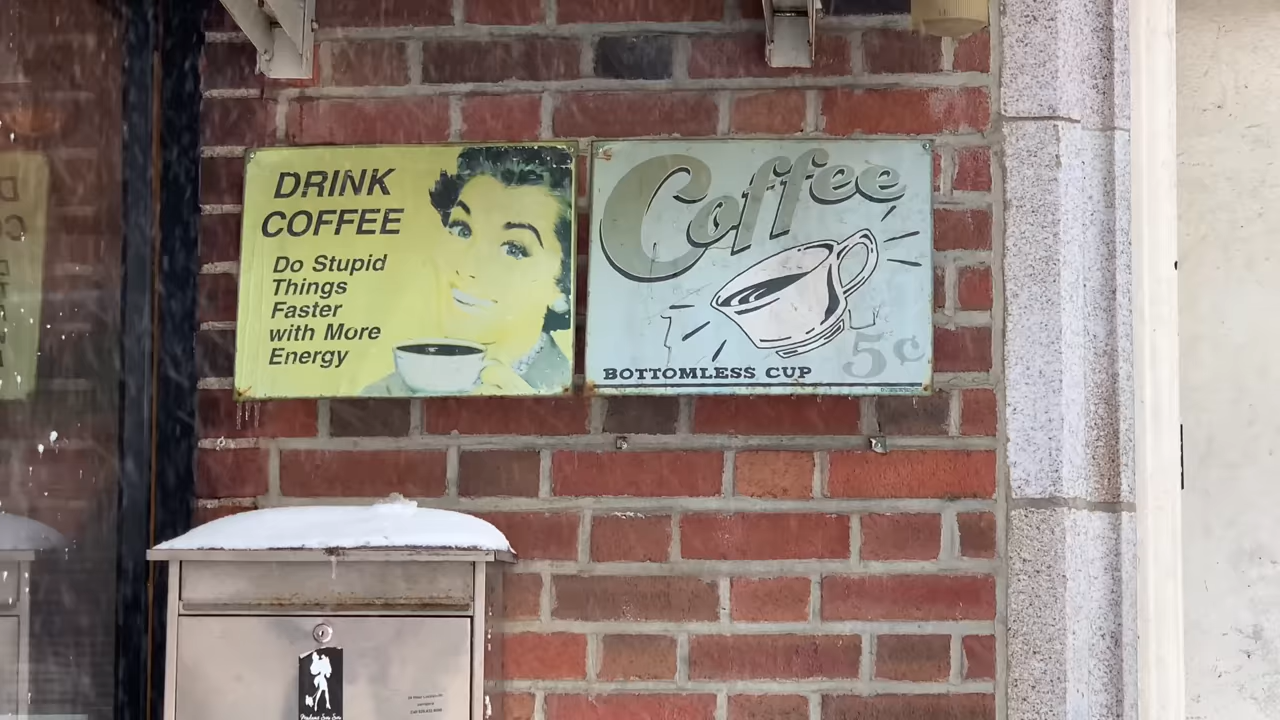 DRINK
COFFEE
Do Stupid
Things
Faster
with More
Energy
Coffee
5¢
BOTTOMLESS CUP